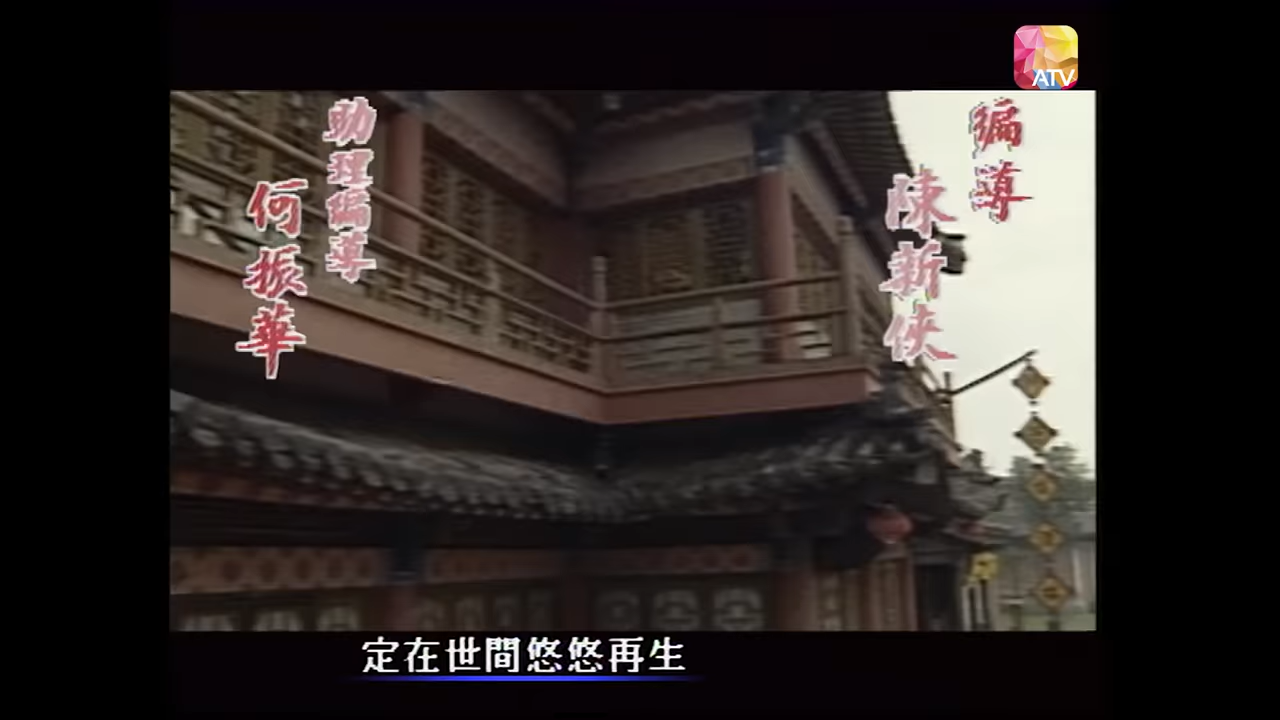 ATV
編導
陳新俠
助理編導
何振華
定在世間悠悠再生